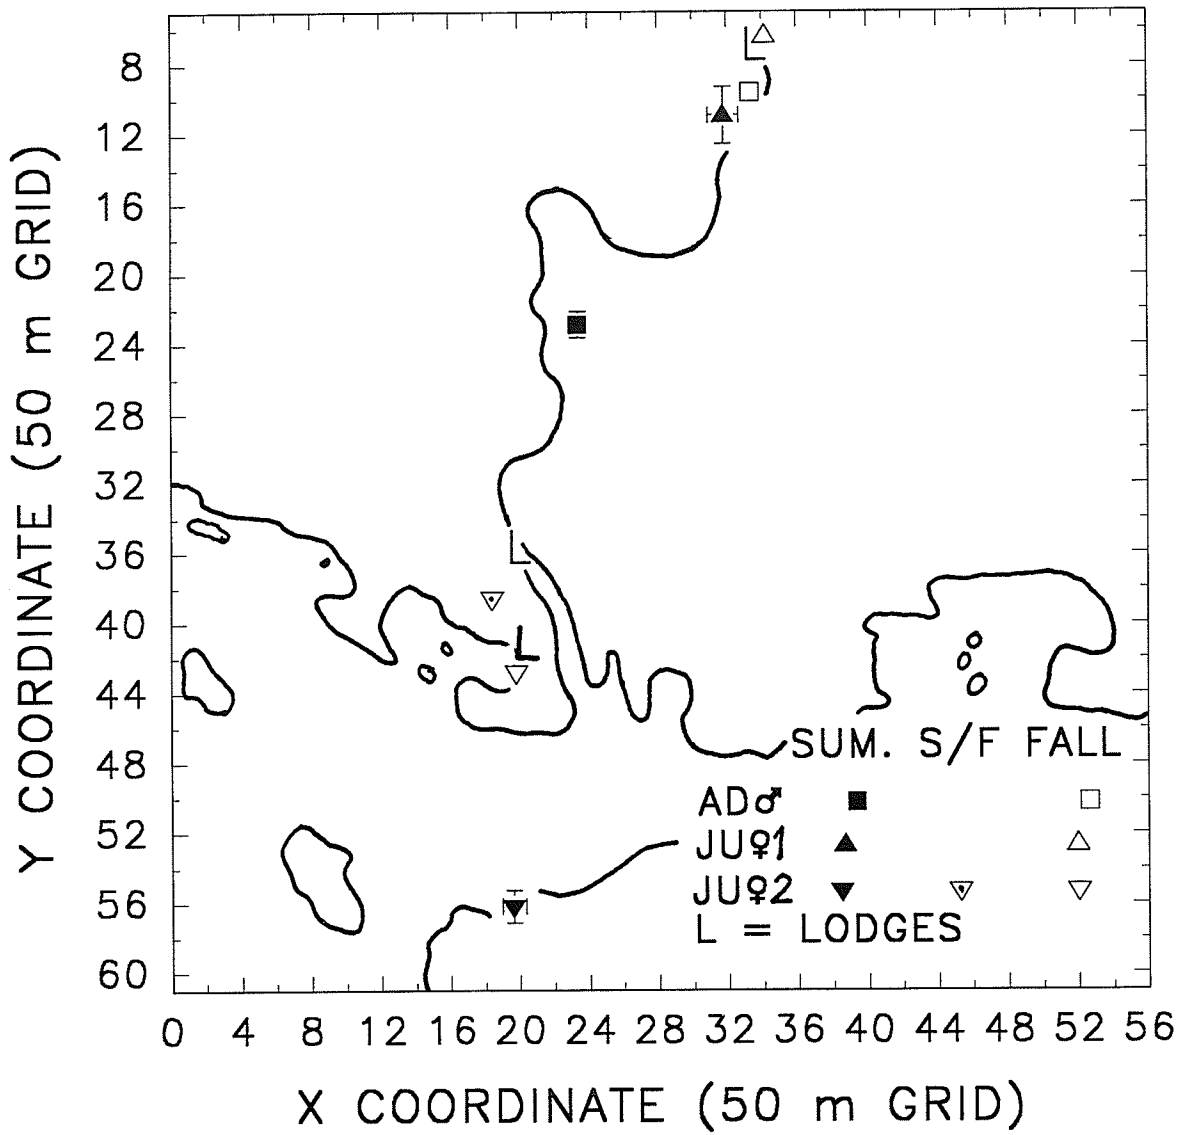 L
8
12
16
20
24
28
32
36
40
44
48
52
56
60
Y COORDINATE (50 m GRID)
L
L
SUM. S/F FALL
AD♂
JU♀1
JU♀2
L = LODGES
0 4 8 12 16 20 24 28 32 36 40 44 48 52 56
X COORDINATE (50 m GRID)